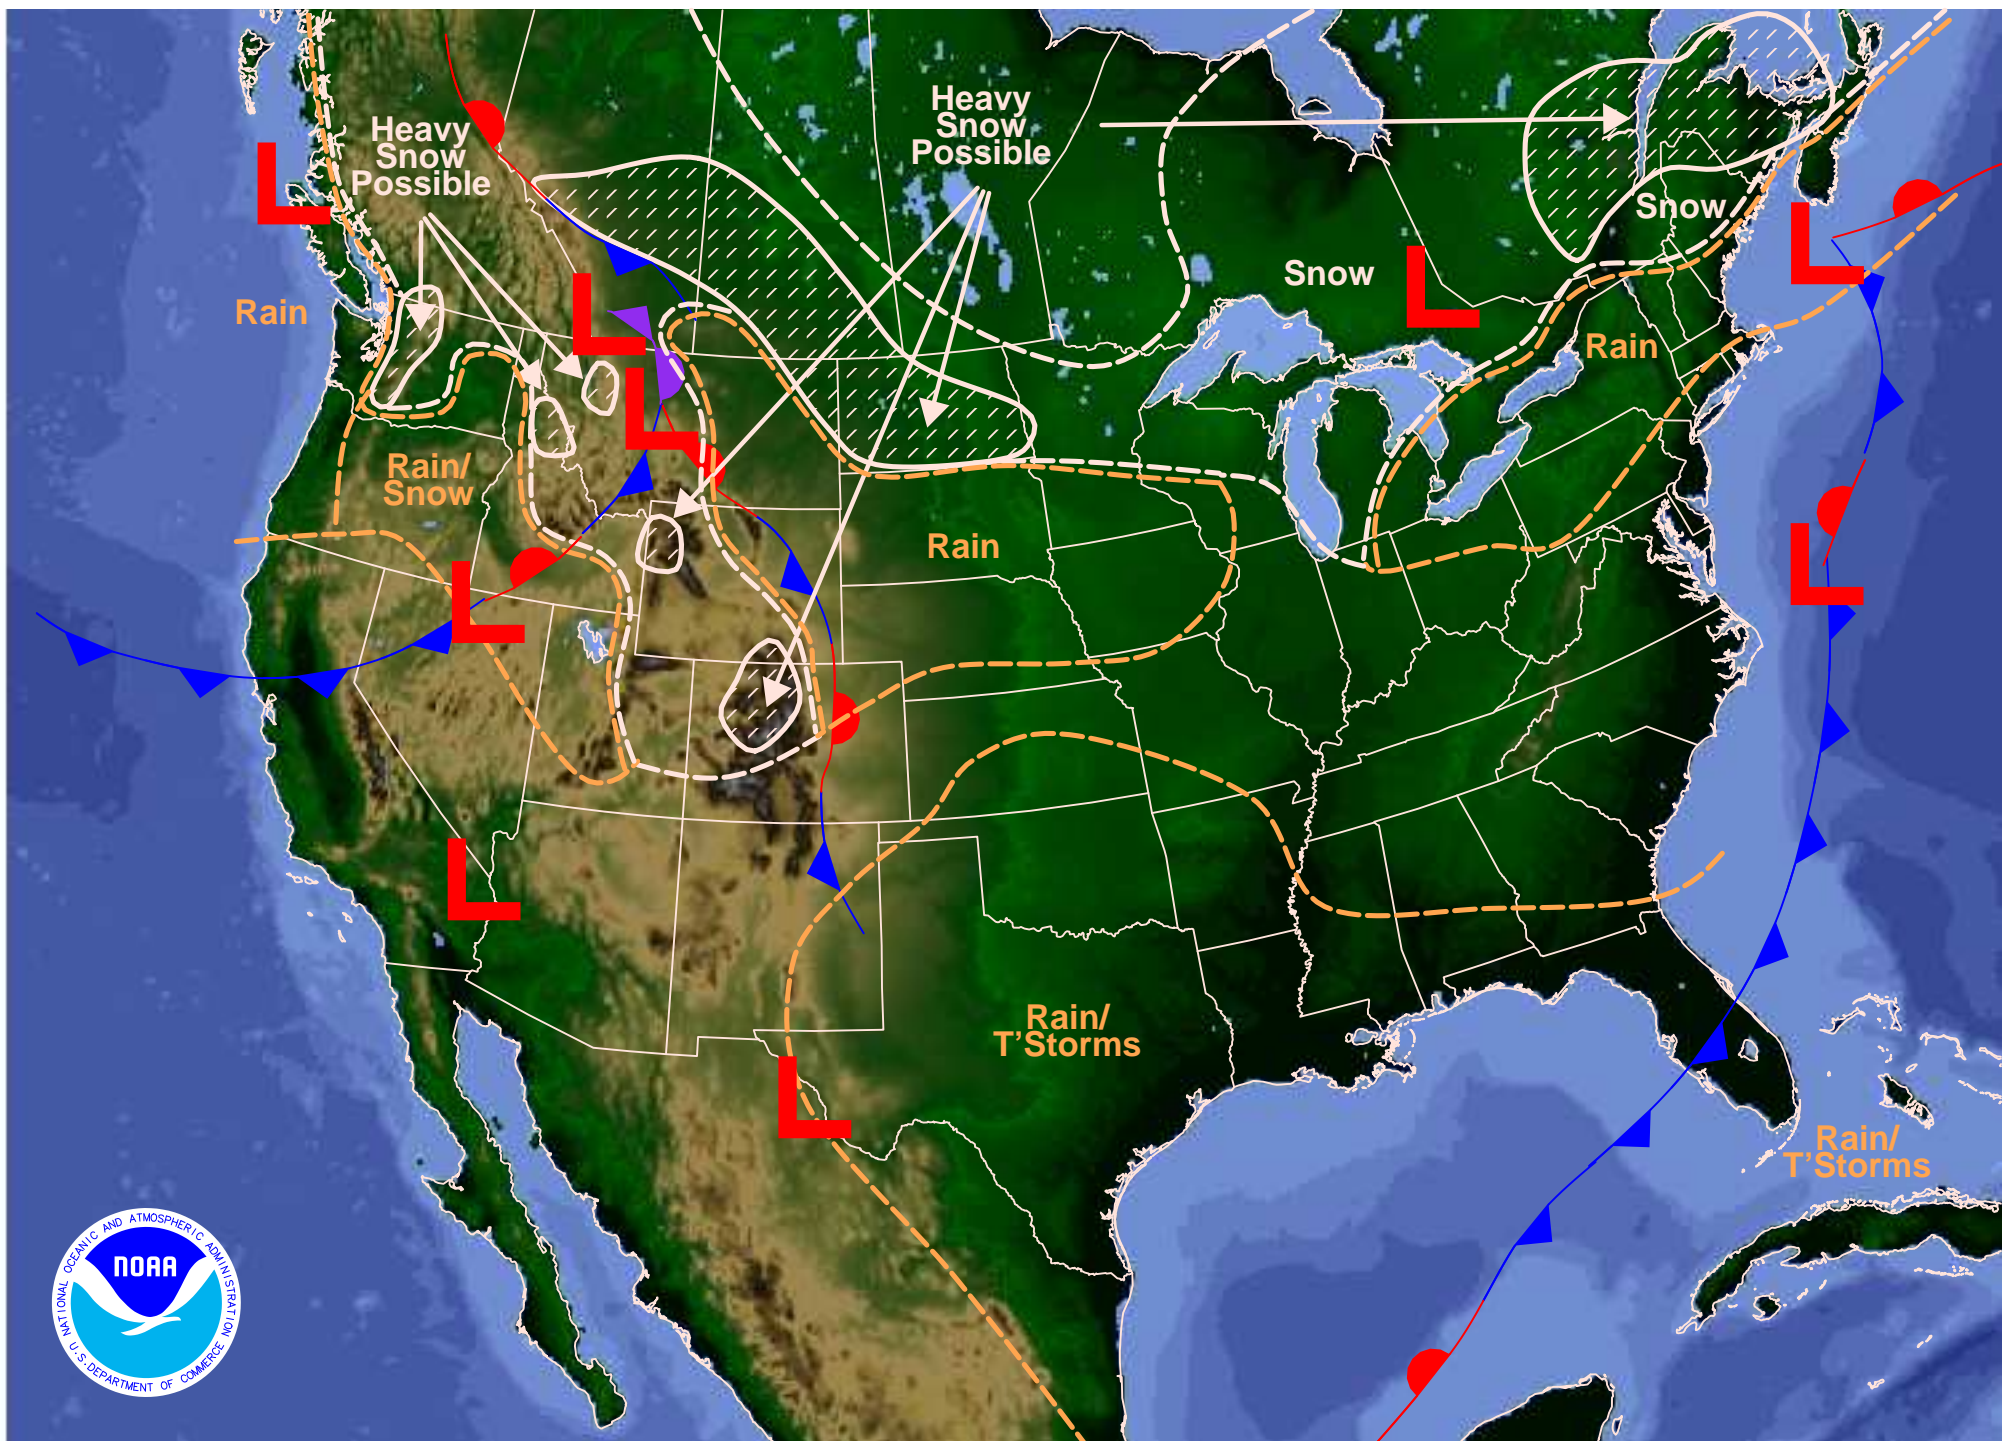 Heavy
Snow
Possible
Heavy
Snow
Possible
L
Snow
L
L
Snow
L
L
Rain
Rain
L
Rain/
Snow
Rain
L
L
L
Rain/
T'Storms
L
Rain/
T'Storms
NATIONAL OCEANIC AND ATMOSPHERIC ADMINISTRATION
NOAA
U.S. DEPARTMENT OF COMMERCE